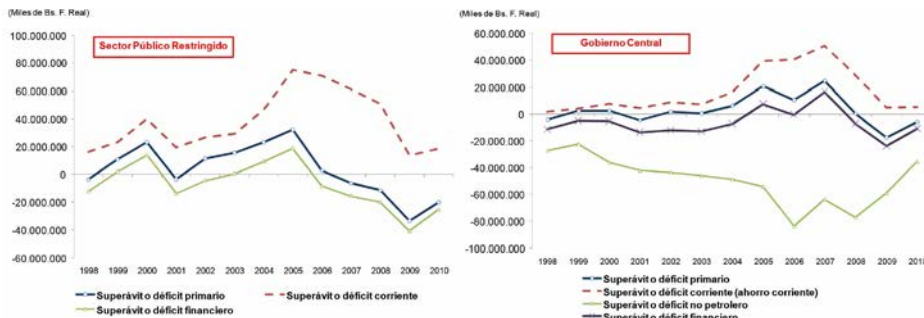 (Miles de Bs. F. Real)
Sector Público Restringido
100.000.000
80.000.000
60.000.000
40.000.000
20.000.000
0
-20.000.000
-40.000.000
-60.000.000
1998 1999 2000 2001 2002 2003 2004 2005 2006 2007 2008 2009 2010
Superávit o déficit primario
Superávit o déficit corriente
Superávit o déficit financiero
(Miles de Bs. F. Real)
Gobierno Central
60.000.000
40.000.000
20.000.000
0
-20.000.000
-40.000.000
-60.000.000
-80.000.000
-100.000.000
1998 1999 2000 2001 2002 2003 2004 2005 2006 2007 2008 2009 2010
Superávit o déficit primario
Superávit o déficit corriente (ahorro corriente)
Superávit o déficit no petrolero
Superávit o déficit financiero